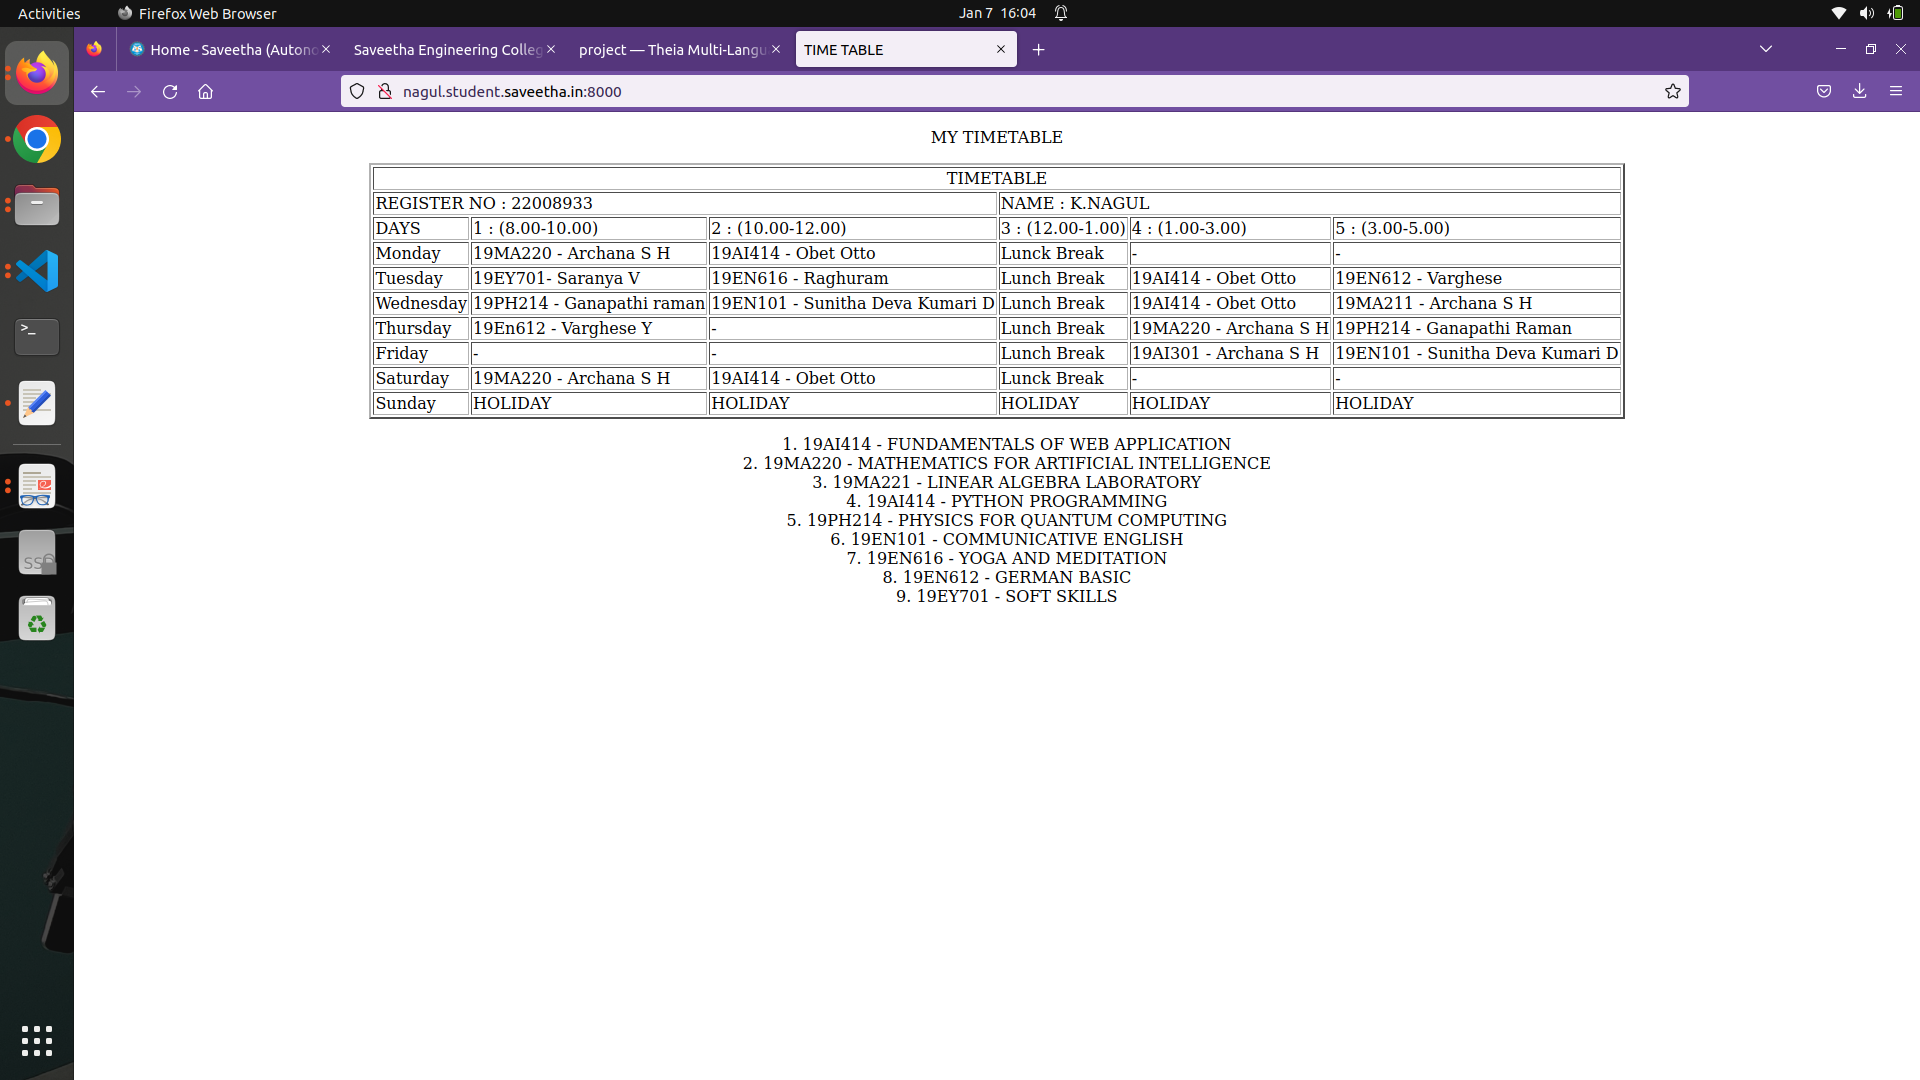 Activities Firefox Web Browser Jan 7 16:04
Home - Saveetha (Autono Saveetha Engineering Colleg project — Theia Multi-Langu TIME TABLE
nagul.student.saveetha.in:8000
MY TIMETABLE
TIMETABLE
REGISTER NO : 22008933 NAME : K.NAGUL
DAYS 1 : (8.00-10.00) 2 : (10.00-12.00) 3 : (12.00-1.00) 4 : (1.00-3.00) 5 : (3.00-5.00)
Monday 19MA220 - Archana S H 19AI414 - Obet Otto Lunck Break - -
Tuesday 19EY701- Saranya V 19EN616 - Raghuram Lunch Break 19AI414 - Obet Otto 19EN612 - Varghese
Wednesday 19PH214 - Ganapathi raman 19EN101 - Sunitha Deva Kumari D Lunck Break 19AI414 - Obet Otto 19MA211 - Archana S H
Thursday 19En612 - Varghese Y - Lunch Break 19MA220 - Archana S H 19PH214 - Ganapathi Raman
Friday - - Lunch Break 19AI301 - Archana S H 19EN101 - Sunitha Deva Kumari D
Saturday 19MA220 - Archana S H 19AI414 - Obet Otto Lunck Break - -
Sunday HOLIDAY HOLIDAY HOLIDAY HOLIDAY HOLIDAY
1. 19AI414 - FUNDAMENTALS OF WEB APPLICATION
2. 19MA220 - MATHEMATICS FOR ARTIFICIAL INTELLIGENCE
3. 19MA221 - LINEAR ALGEBRA LABORATORY
4. 19AI414 - PYTHON PROGRAMMING
5. 19PH214 - PHYSICS FOR QUANTUM COMPUTING
6. 19EN101 - COMMUNICATIVE ENGLISH
7. 19EN616 - YOGA AND MEDITATION
8. 19EN612 - GERMAN BASIC
9. 19EY701 - SOFT SKILLS